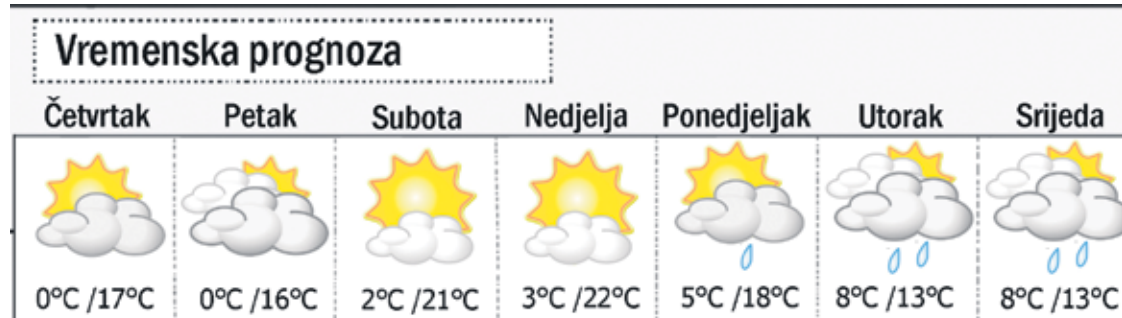 Vremenska prognoza
Četvrtak Petak Subota Nedjelja Ponedjeljak Utorak Srijeda
0°C /17°C 0°C /16°C 2°C /21°C 3°C /22°C 5°C /18°C 8°C /13°C 8°C /13°C